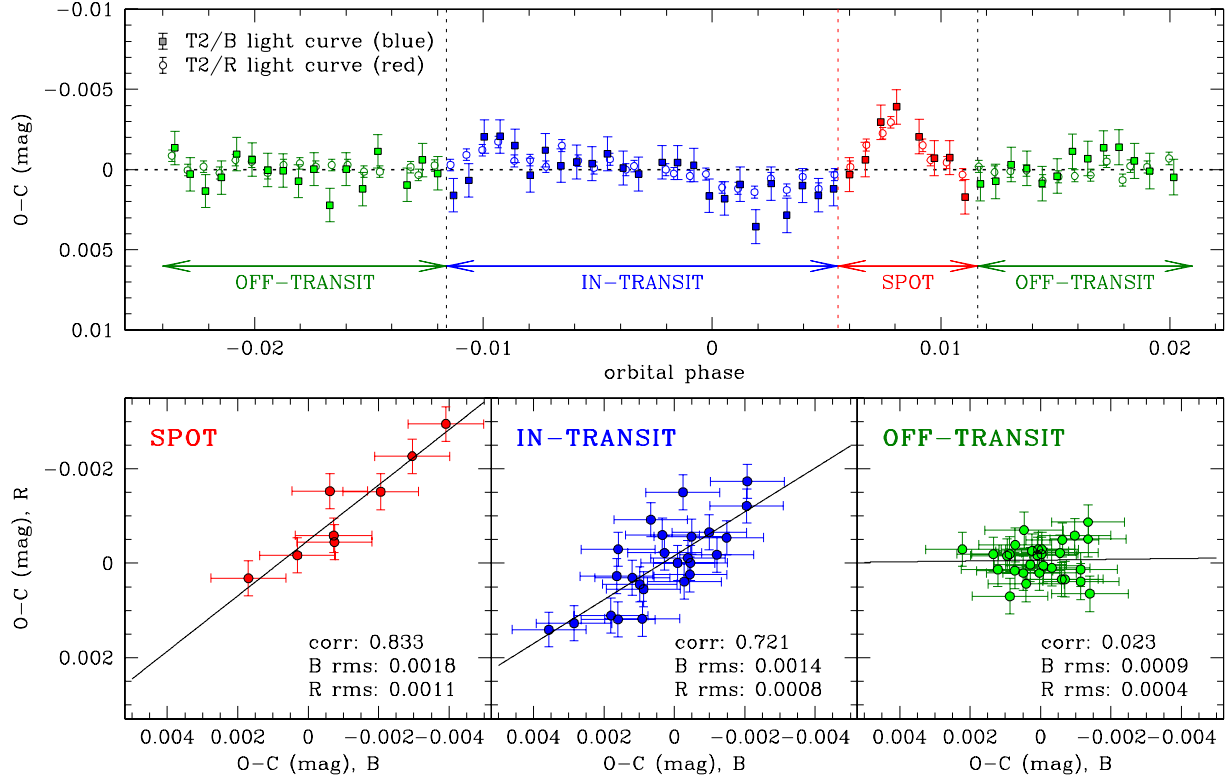 −0.01
−0.005
0
0.005
0.01
O−C (mag)
T2/B light curve (blue)
T2/R light curve (red)
OFF−TRANSIT
IN−TRANSIT
SPOT
OFF−TRANSIT
−0.02
−0.01
0
0.01
0.02
orbital phase
−0.002
0
0.002
O−C (mag), R
SPOT
corr: 0.833
B rms: 0.0018
R rms: 0.0011
IN−TRANSIT
corr: 0.721
B rms: 0.0014
R rms: 0.0008
OFF−TRANSIT
corr: 0.023
B rms: 0.0009
R rms: 0.0004
0.004 0.002 0 −0.002 −0.004
0.004 0.002 0 −0.002 −0.004
0.004 0.002 0 −0.002 −0.004
O−C (mag), B
O−C (mag), B
O−C (mag), B